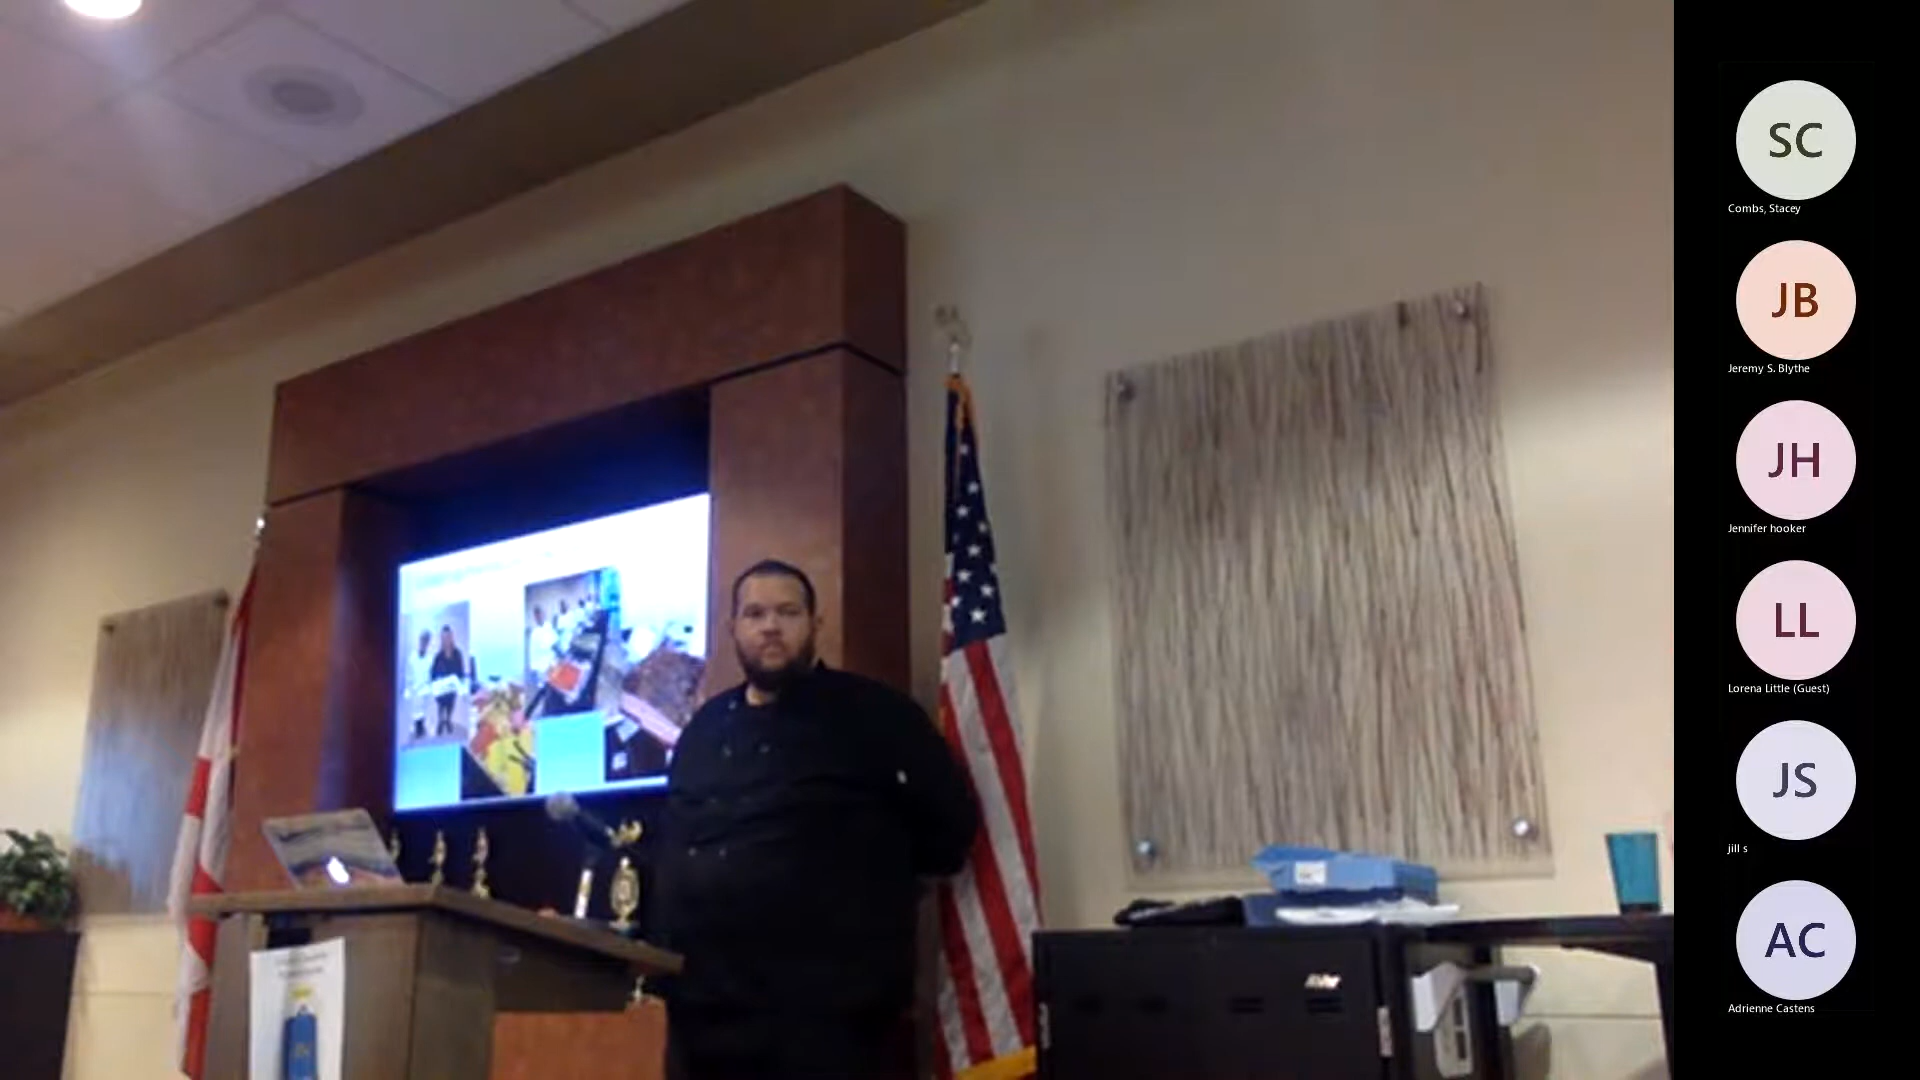 SC
Combs, Stacey
JB
Jeremy S. Blythe
JH
Jennifer hooker
LL
Lorena Little (Guest)
JS
jill s
AC
Adrienne Castens